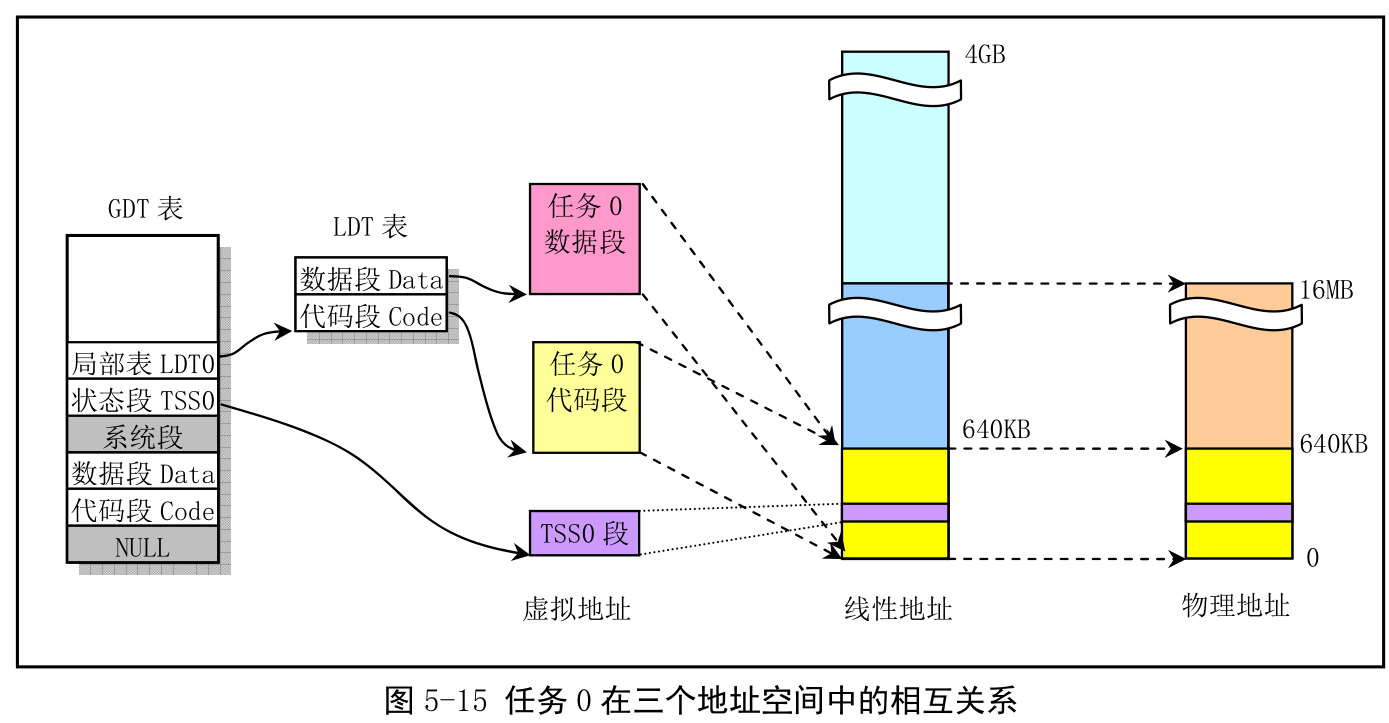 GDT 表
局部表 LDT0
状态段 TSS0
系统段
数据段 Data
代码段 Code
NULL
LDT 表
数据段 Data
代码段 Code
任务 0
数据段
任务 0
代码段
TSS0 段
虚拟地址
4GB
640KB
线性地址
16MB
640KB
0
物理地址
图 5-15 任务 0 在三个地址空间中的相互关系